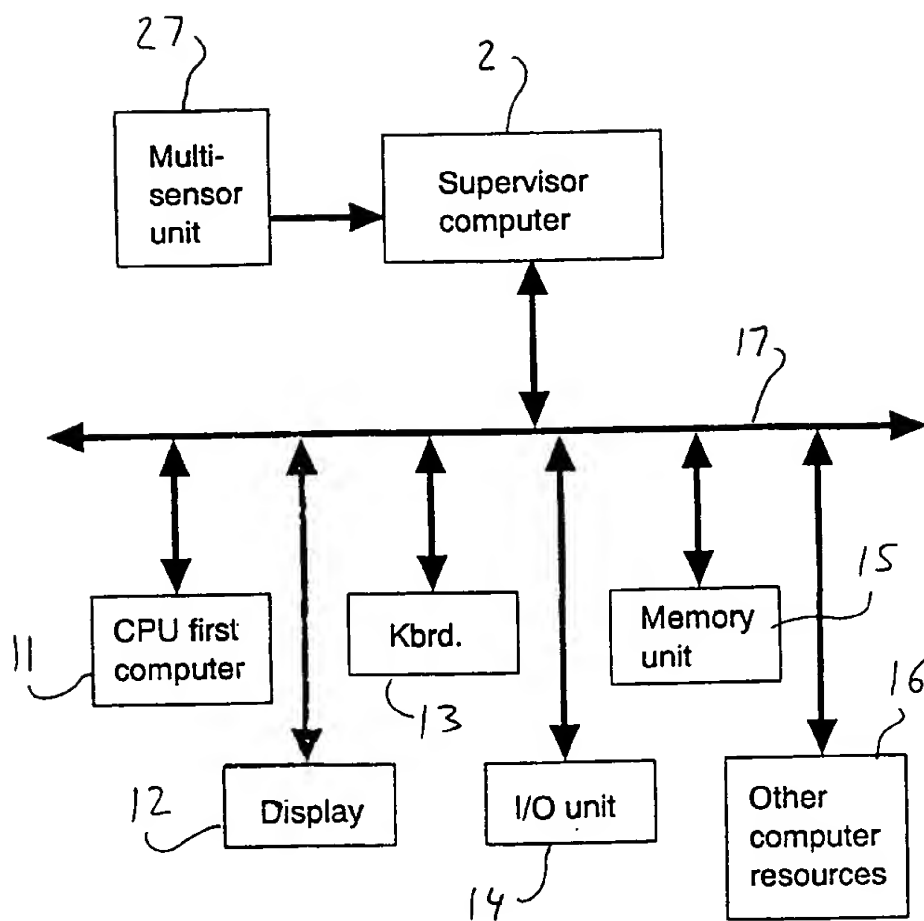 27
2
Multi-
sensor
unit
Supervisor
computer
17
CPU first
computer
11
Kbrd.
13
Memory
unit
15
16
Display
12
I/O unit
14
Other
computer
resources